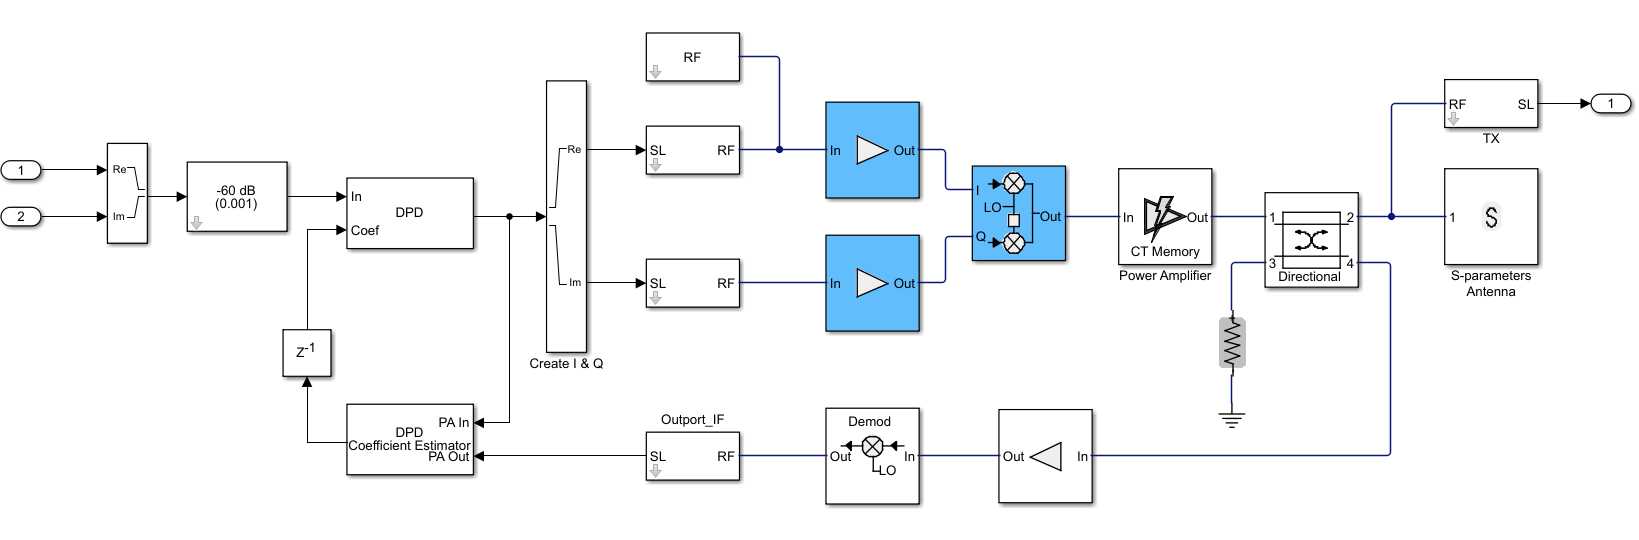 1
2
Re
Im
-60 dB
(0.001)
In
Coef
DPD
Z-1
PA In
DPD
Coefficient Estimator
PA Out
Re
Im
Create I & Q
RF
SL RF
SL RF
Outport_IF
SL RF
In Out
In Out
I
LO
Out
Q
Demod
Out In
LO
Out In
In Out
CT Memory
Power Amplifier
1 2
3 4
Directional
RF SL
TX
1
1 S
S-parameters
Antenna